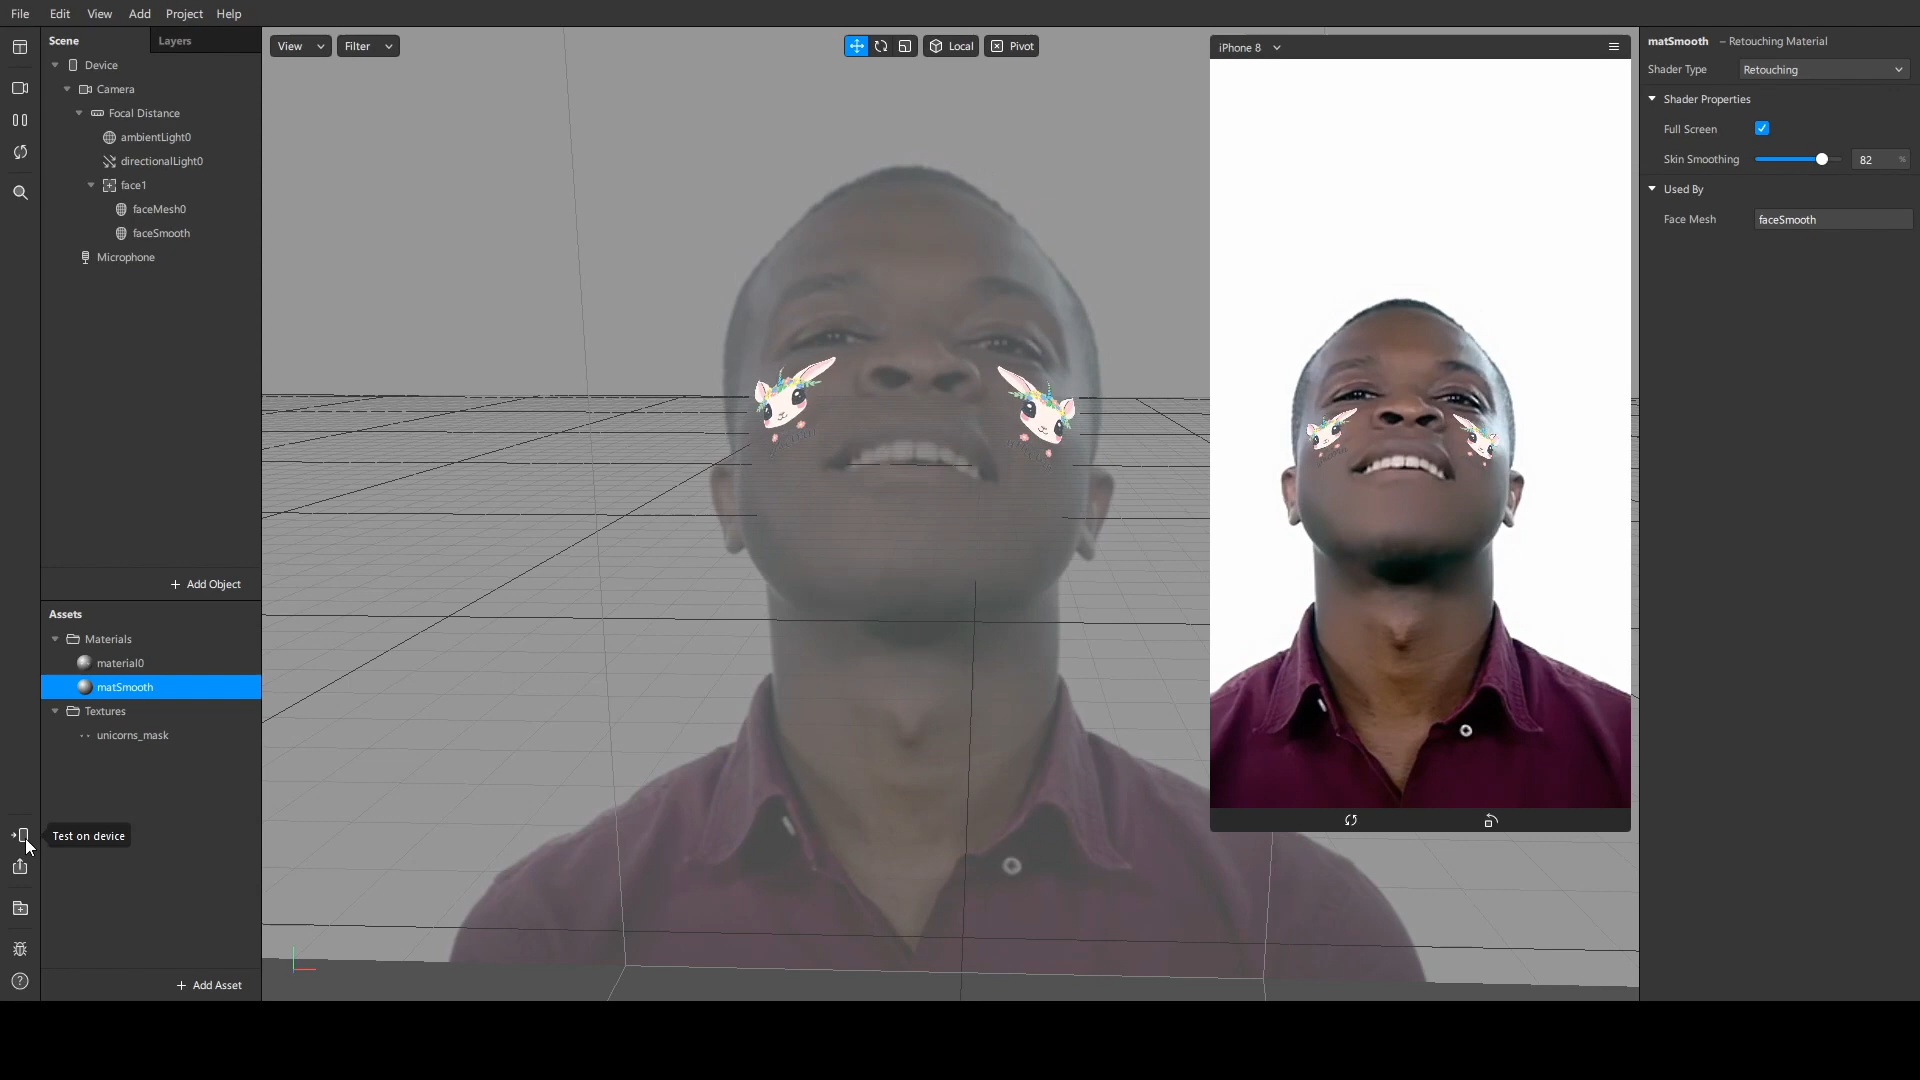 File Edit View Add Project Help
Scene Layers
Device
Camera
Focal Distance
ambientLight0
directionalLight0
face1
faceMesh0
faceSmooth
Microphone
+ Add Object
Assets
Materials
material0
matSmooth
Textures
unicorns_mask
Test on device
+ Add Asset
View Filter
Local Pivot
iPhone 8
matSmooth – Retouching Material
Shader Type Retouching
Shader Properties
Full Screen
Skin Smoothing 82 %
Used By
Face Mesh faceSmooth